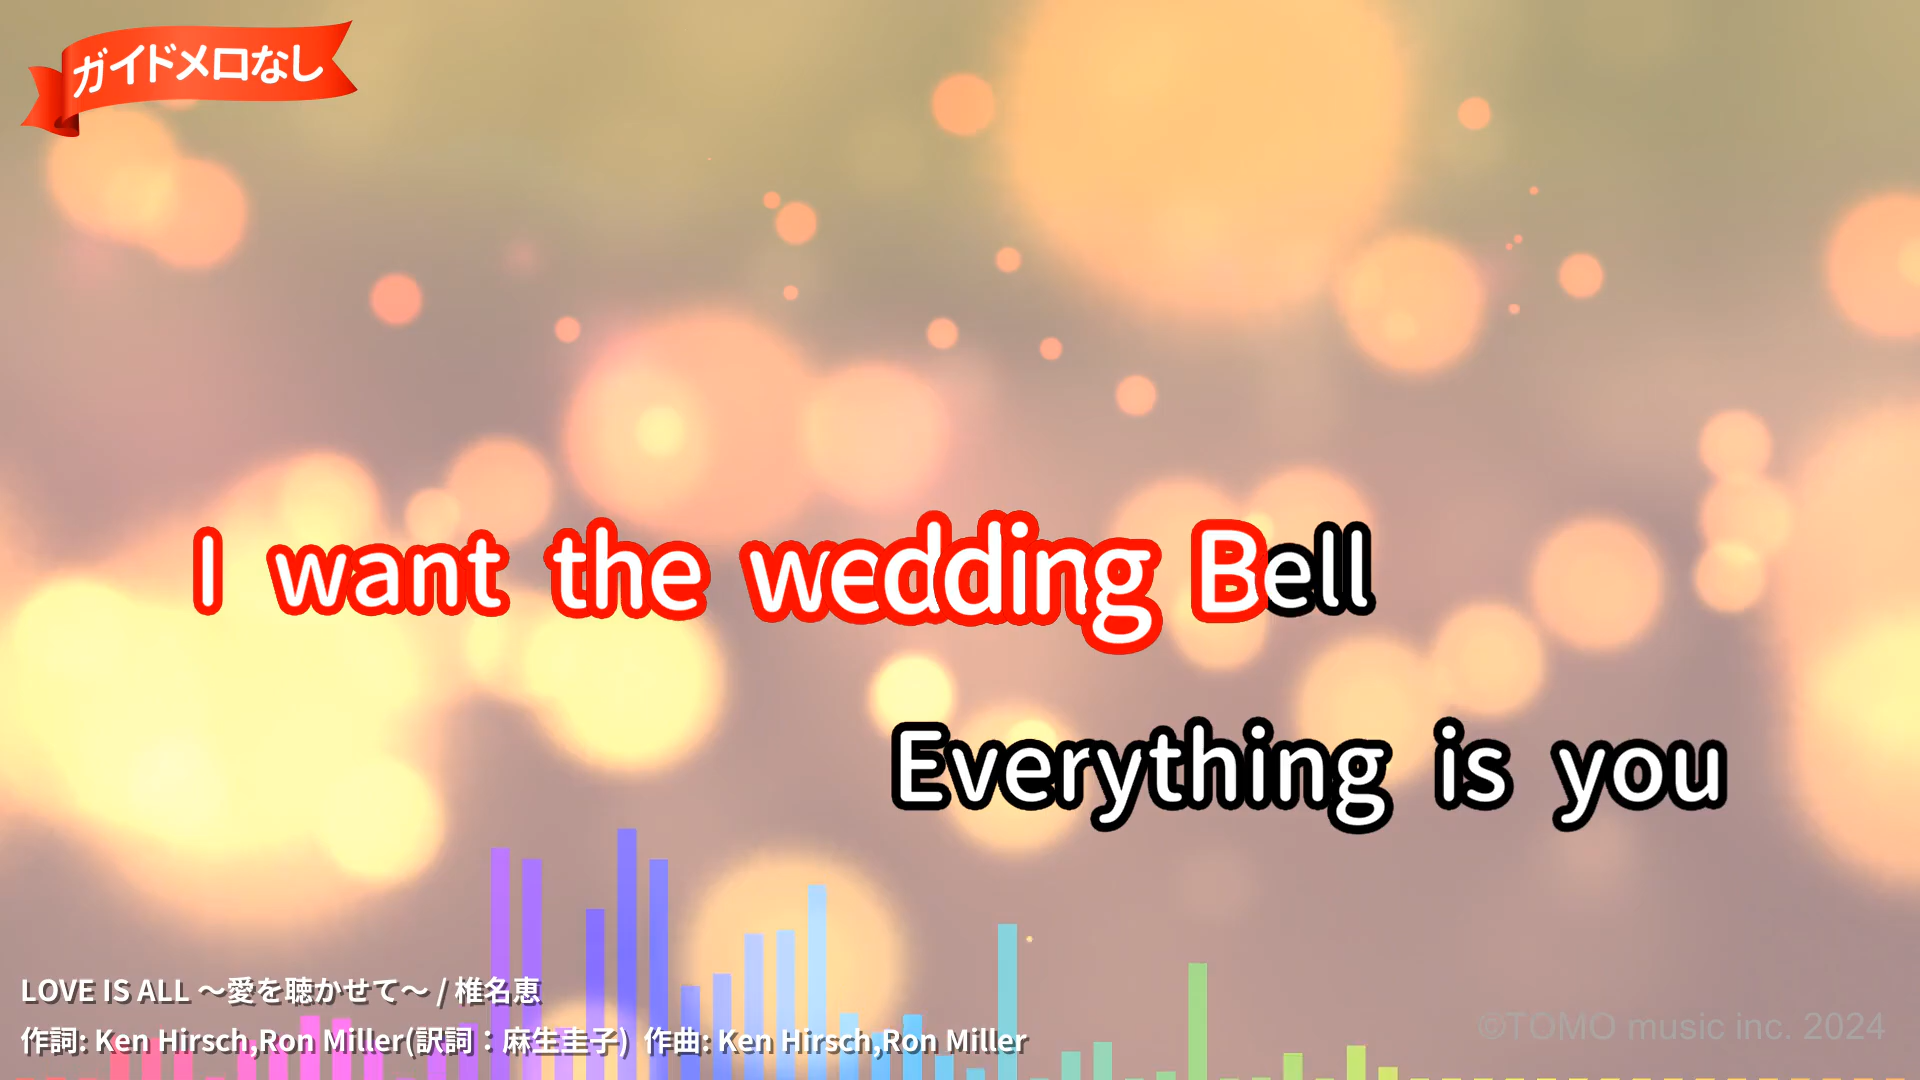 ガイドメロなし
I want the wedding Bell
Everything is you
LOVE IS ALL ～愛を聴かせて～ / 椎名恵
作詞: Ken Hirsch,Ron Miller(訳詞：麻生圭子) 作曲: Ken Hirsch,Ron Miller
©TOMO music inc. 2024